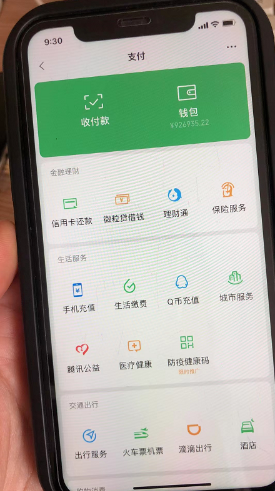 9:30
支付
收付款
钱包
¥926735.22
金融理财
信用卡还款
微粒贷借钱
理财通
保险服务
生活服务
手机充值
生活缴费
Q币充值
城市服务
腾讯公益
医疗健康
防疫健康码
交通出行
出行服务
火车票机票
滴滴出行
酒店